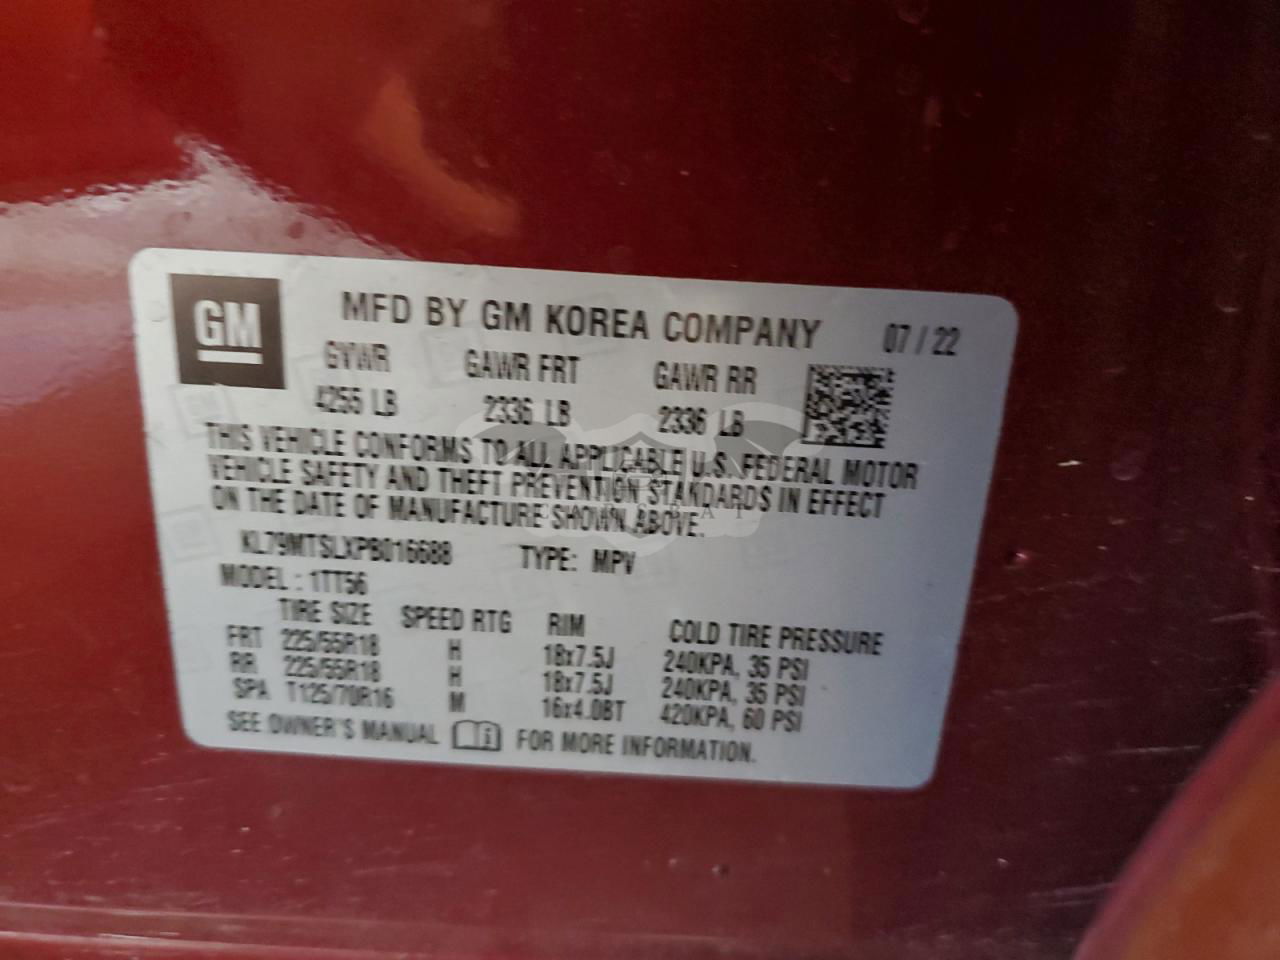 GM
MFD BY GM KOREA COMPANY 07/22
GVWR GAWR FRT GAWR RR
4255 LB 2336 LB 2336 LB
THIS VEHICLE CONFORMS TO ALL APPLICABLE U.S. FEDERAL MOTOR
VEHICLE SAFETY AND THEFT PREVENTION STANDARDS IN EFFECT
ON THE DATE OF MANUFACTURE SHOWN ABOVE.
KL79MTSLXPB016688 TYPE: MPV
MODEL: 1TT56
TIRE SIZE SPEED RTG RIM COLD TIRE PRESSURE
FRT 225/55R18 H 18x7.5J 240KPA, 35 PSI
RR 225/55R18 H 18x7.5J 240KPA, 35 PSI
SPA T125/70R16 M 16x4.0BT 420KPA, 60 PSI
SEE OWNER'S MANUAL i FOR MORE INFORMATION.